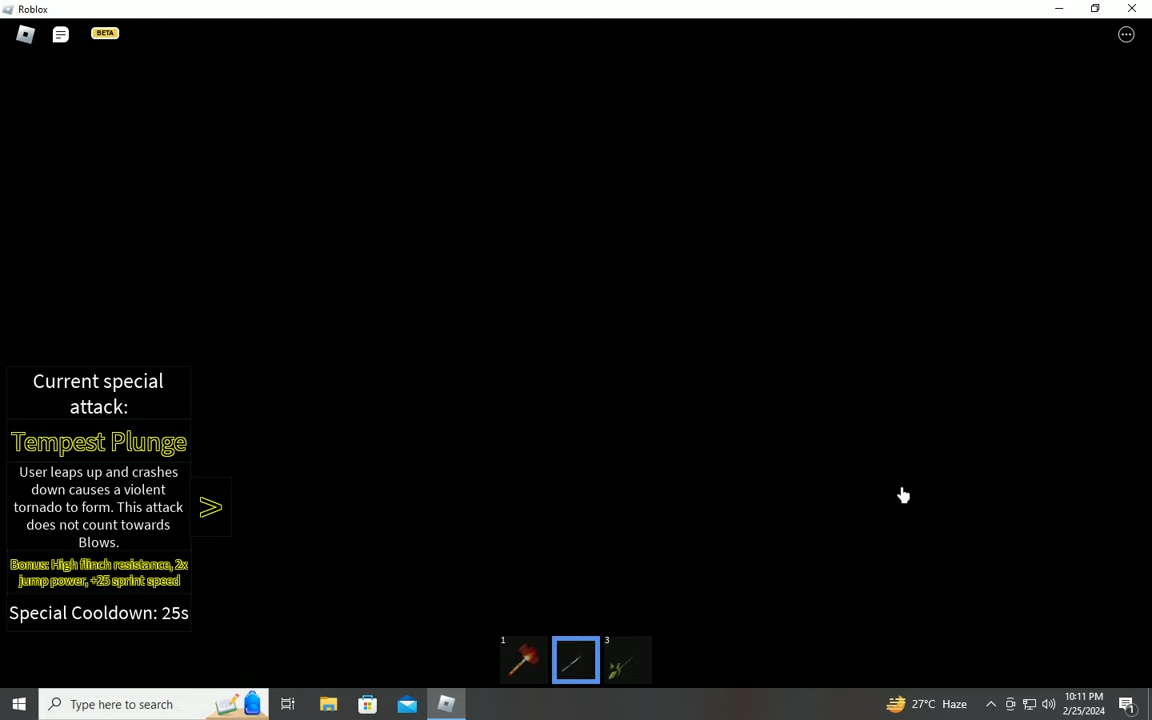 Roblox
BETA
Current special
attack:
Tempest Plunge
User leaps up and crashes
down causes a violent
tornado to form. This attack
does not count towards
Blows.
>
Bonus: High flinch resistance, 2x
jump power, +25 sprint speed
Special Cooldown: 25s
1
3
Type here to search
27°C Haze
10:11 PM
2/25/2024
1